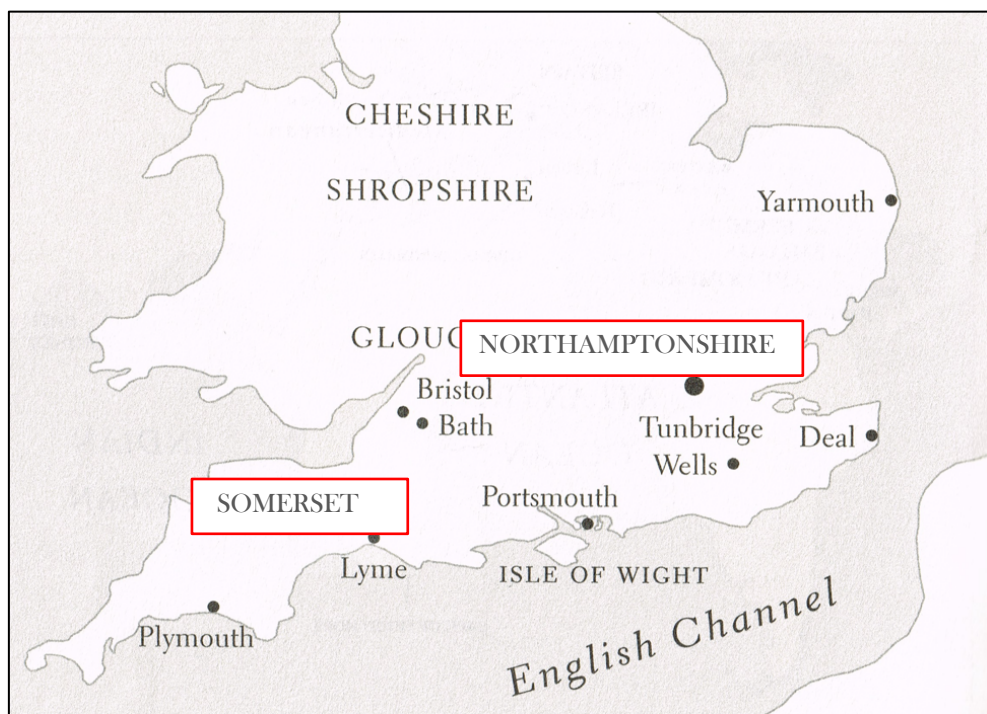 CHESHIRE
SHROPSHIRE
Yarmouth
GLOUC
NORTHAMPTONSHIRE
Bristol
Bath
Tunbridge
Wells
Deal
SOMERSET
Portsmouth
Lyme
ISLE OF WIGHT
Plymouth
English Channel